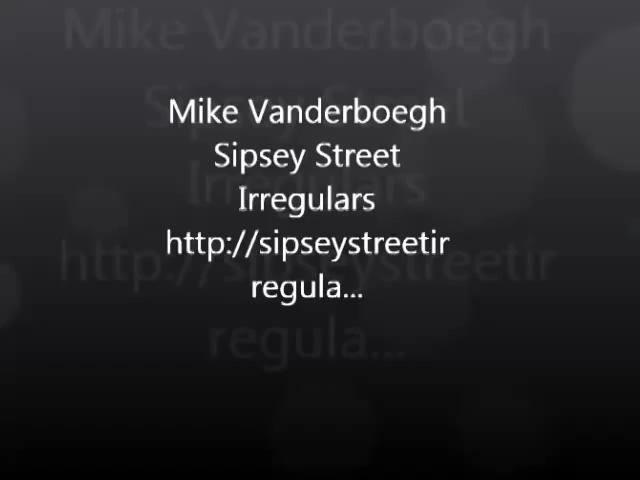 Mike Vanderboegh
Sipsey Street
Irregulars
http://sipseystreetir
regula...